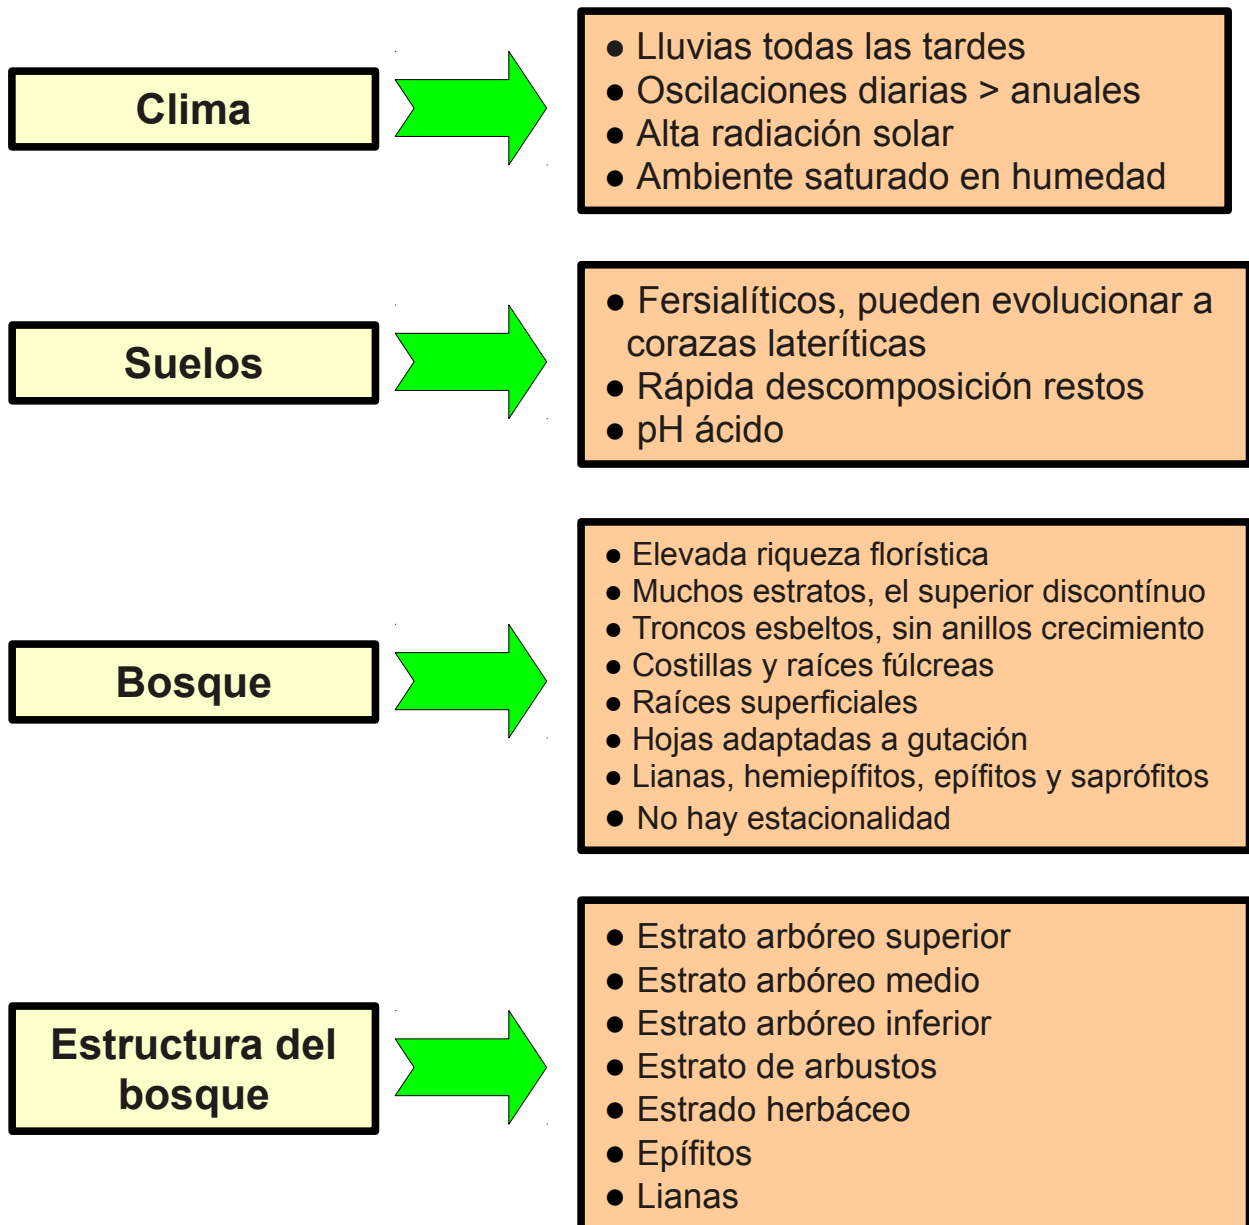 Clima
● Lluvias todas las tardes
● Oscilaciones diarias > anuales
● Alta radiación solar
● Ambiente saturado en humedad
Suelos
● Fersialíticos, pueden evolucionar a
corazas lateríticas
● Rápida descomposición restos
● pH ácido
Bosque
● Elevada riqueza florística
● Muchos estratos, el superior discontínuo
● Troncos esbeltos, sin anillos crecimiento
● Costillas y raíces fúlcreas
● Raíces superficiales
● Hojas adaptadas a gutación
● Lianas, hemiepífitos, epífitos y saprófitos
● No hay estacionalidad
Estructura del
bosque
● Estrato arbóreo superior
● Estrato arbóreo medio
● Estrato arbóreo inferior
● Estrato de arbustos
● Estrado herbáceo
● Epífitos
● Lianas